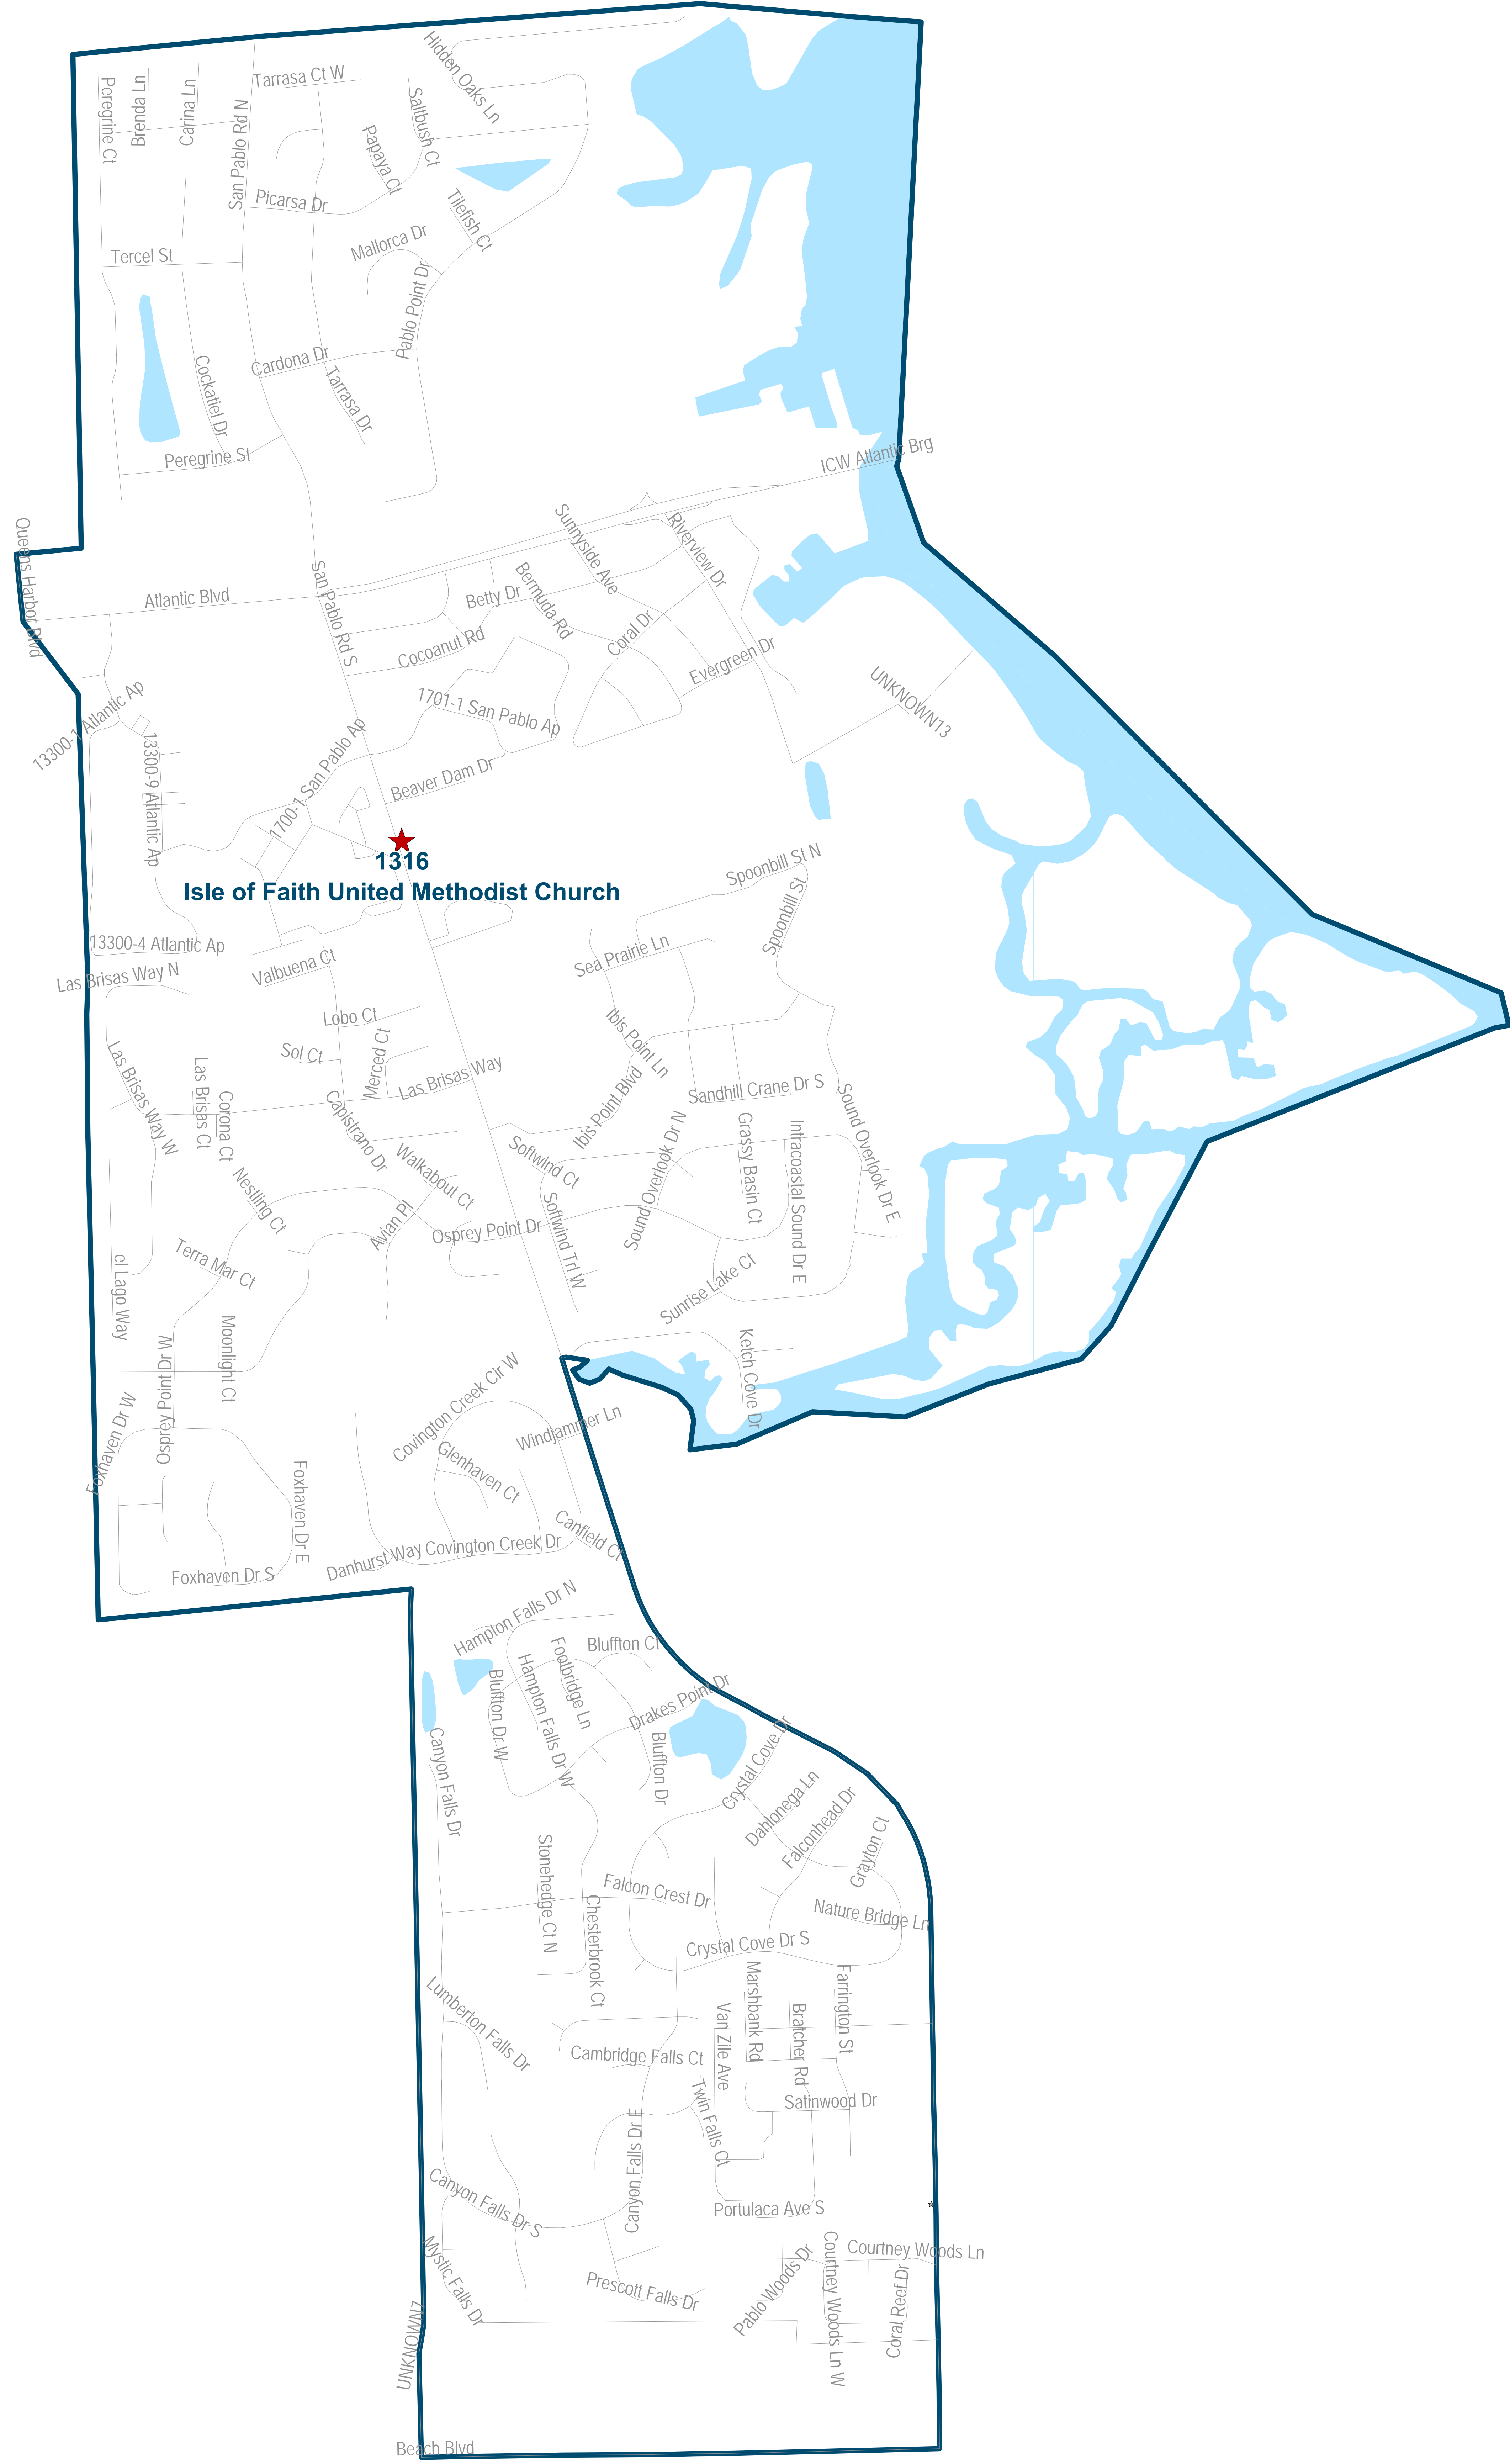 Hidden Oaks Ln
Tarrasa Ct W
Peregrine Ct
Brenda Ln
Carina Ln
San Pablo Rd N
Saltbush Ct
Papaya Ct
Picarsa Dr
Tilefish Ct
Mallorca Dr
Tercel St
Pablo Point Dr
Cardona Dr
Cockatiel Dr
Tarrasa Dr
Peregrine St
ICW Atlantic Brg
Queens Harbor Blvd
Sunnyside Ave
Riverview Dr
San Pablo Rd S
Bermuda Rd
Atlantic Blvd
Betty Dr
Coral Dr
Cocoanut Rd
Evergreen Dr
13300-1 Atlantic Ap
UNKNOWN13
1701-1 San Pablo Ap
13300-9 Atlantic Ap
1700-1 San Pablo Ap
Beaver Dam Dr
1316
Isle of Faith United Methodist Church
Spoonbill St N
Spoonbill St
13300-4 Atlantic Ap
Sea Prairie Ln
Las Brisas Way N
Valbuena Ct
Lobo Ct
Ibis Point Ln
Sol Ct
Merced Ct
Las Brisas Way W
Las Brisas Ct
Corona Ct
Las Brisas Way
Capistrano Dr
Ibis Point Blvd
Sandhill Crane Dr S
Sound Overlook Dr N
Grassy Basin Ct
Intracoastal Sound Dr E
Sound Overlook Dr E
Softwind Ct
Walkabout Ct
Nestling Ct
Avian Pl
Osprey Point Dr
Softwind Trl W
Terra Mar Ct
el Lago Way
Sunrise Lake Ct
Moonlight Ct
Osprey Point Dr W
Ketch Cove Dr
Covington Creek Cir W
Foxhaven Dr W
Windjammer Ln
Glenhaven Ct
Foxhaven Dr E
Canfield Ct
Danhurst Way
Covington Creek Dr
Foxhaven Dr S
Hampton Falls Dr N
Bluffton Ct
Footbridge Ln
Hampton Falls Dr W
Bluffton Dr W
Drakes Point Dr
Bluffton Dr
Canyon Falls Dr
Crystal Cove Dr
Dahlonega Ln
Falconhead Dr
Grayton Ct
Stonehedge Ct N
Falcon Crest Dr
Chesterbrook Ct
Nature Bridge Ln
Crystal Cove Dr S
Lumberton Falls Dr
Marshbank Rd
Farrington St
Van Zile Ave
Bratcher Rd
Cambridge Falls Ct
Twin Falls Ct
Satinwood Dr
Canyon Falls Dr E
Canyon Falls Dr S
Portulaca Ave S
Mystic Falls Dr
Courtney Woods Ln
Pablo Woods Dr
Courtney Woods Ln W
Coral Reef Dr
Prescott Falls Dr
Beach Blvd